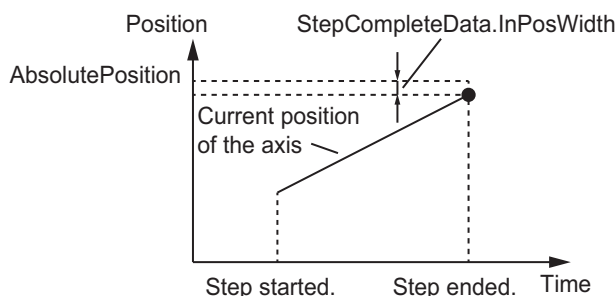 Position
StepCompleteData.InPosWidth
AbsolutePosition
Current position
of the axis
Step started.
Step ended.
Time